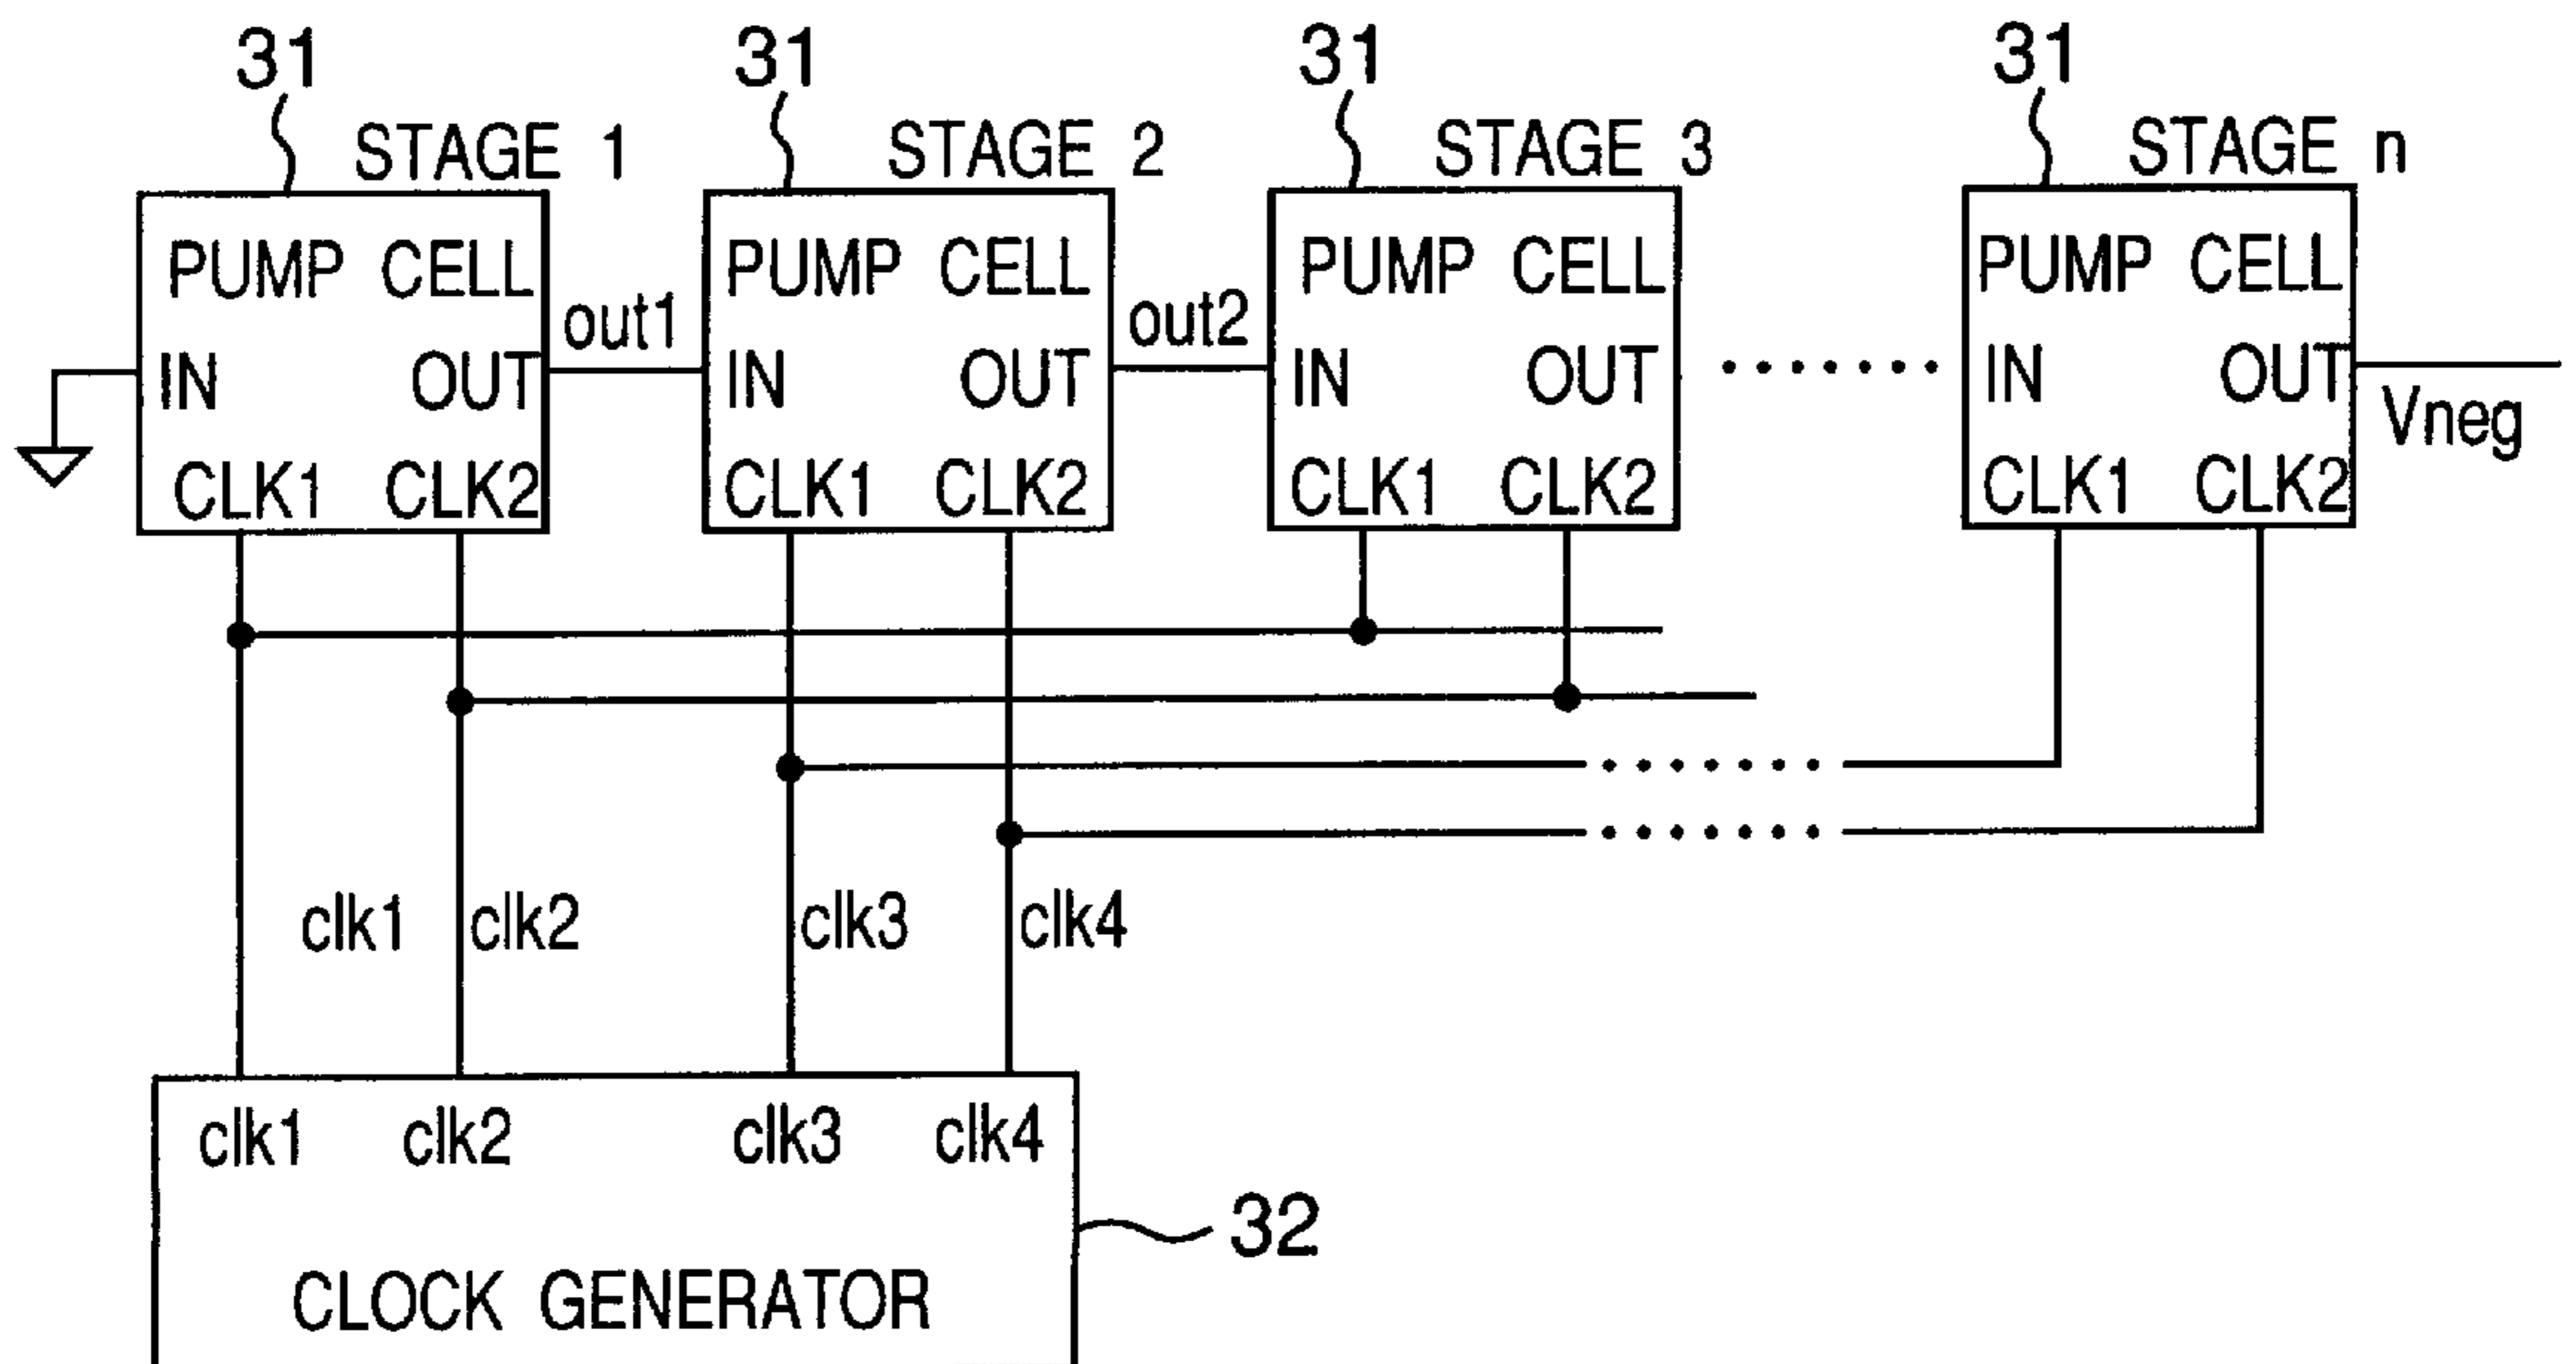 31 31 31 31
STAGE 1 STAGE 2 STAGE 3 STAGE n
PUMP CELL PUMP CELL PUMP CELL PUMP CELL
out1 out2
IN OUT IN OUT IN OUT IN OUT
Vneg
CLK1 CLK2 CLK1 CLK2 CLK1 CLK2 CLK1 CLK2
clk1 clk2 clk3 clk4
clk1 clk2 clk3 clk4
32
CLOCK GENERATOR